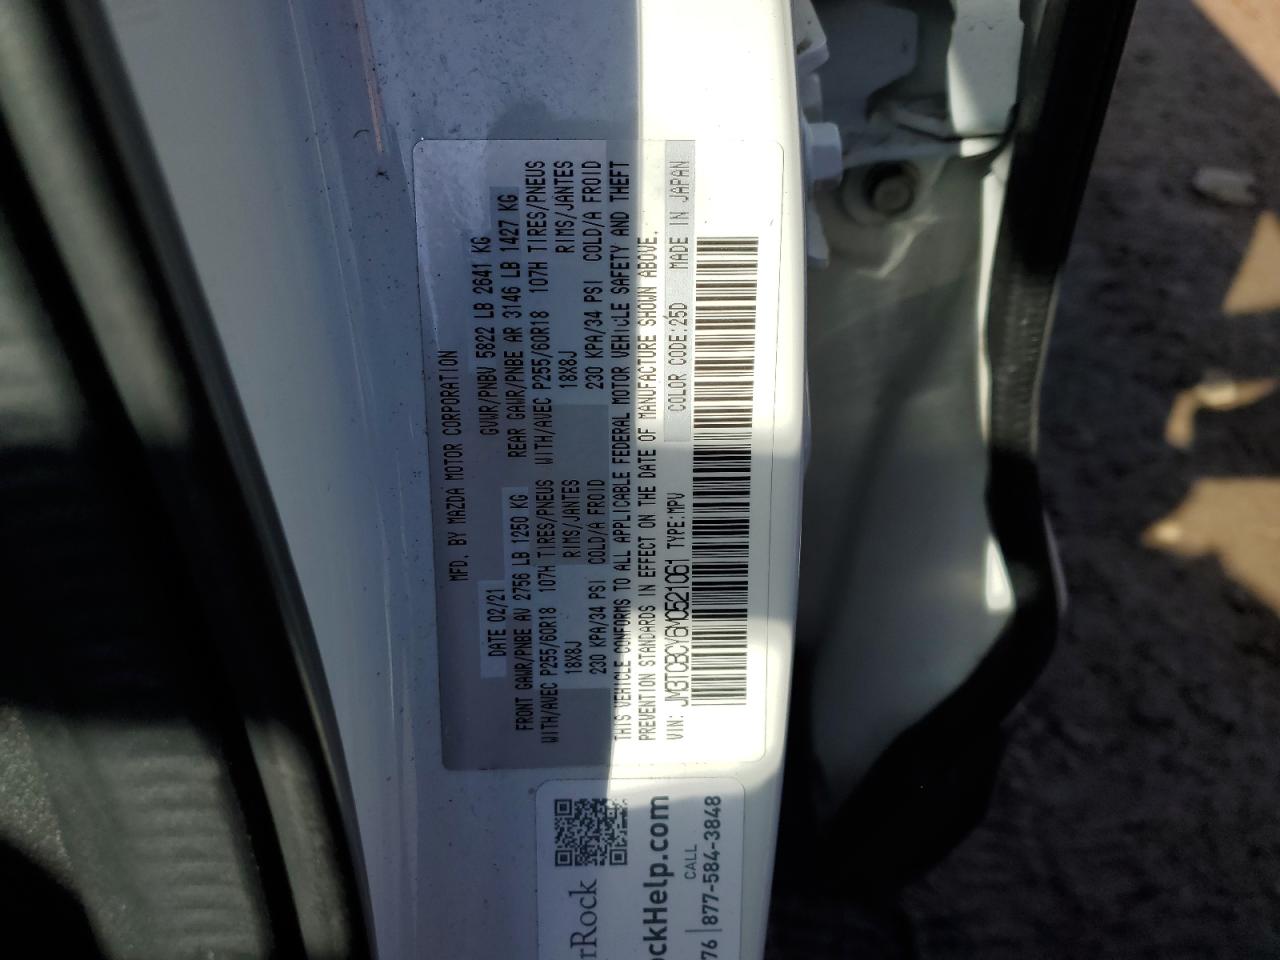 MFD. BY MAZDA MOTOR CORPORATION
DATE 02/21 GVWR/PNBV 5822 LB 2641 KG
FRONT GAWR/PNBE AV 2756 LB 1250 KG REAR GAWR/PNBE AR 3146 LB 1427 KG
WITH/AVEC P255/60R18 107H TIRES/PNEUS WITH/AVEC P255/60R18 107H TIRES/PNEUS
18X8J RIMS/JANTES 18X8J RIMS/JANTES
230 KPA/34 PSI COLD/A FROID 230 KPA/34 PSI COLD/A FROID
THIS VEHICLE CONFORMS TO ALL APPLICABLE FEDERAL MOTOR VEHICLE SAFETY AND THEFT
PREVENTION STANDARDS IN EFFECT ON THE DATE OF MANUFACTURE SHOWN ABOVE.
VIN: JM3TCBCY6M0521061 TYPE:MPV COLOR CODE:25D MADE IN JAPAN
rRock
ockHelp.com
CALL
76 877-584-3848